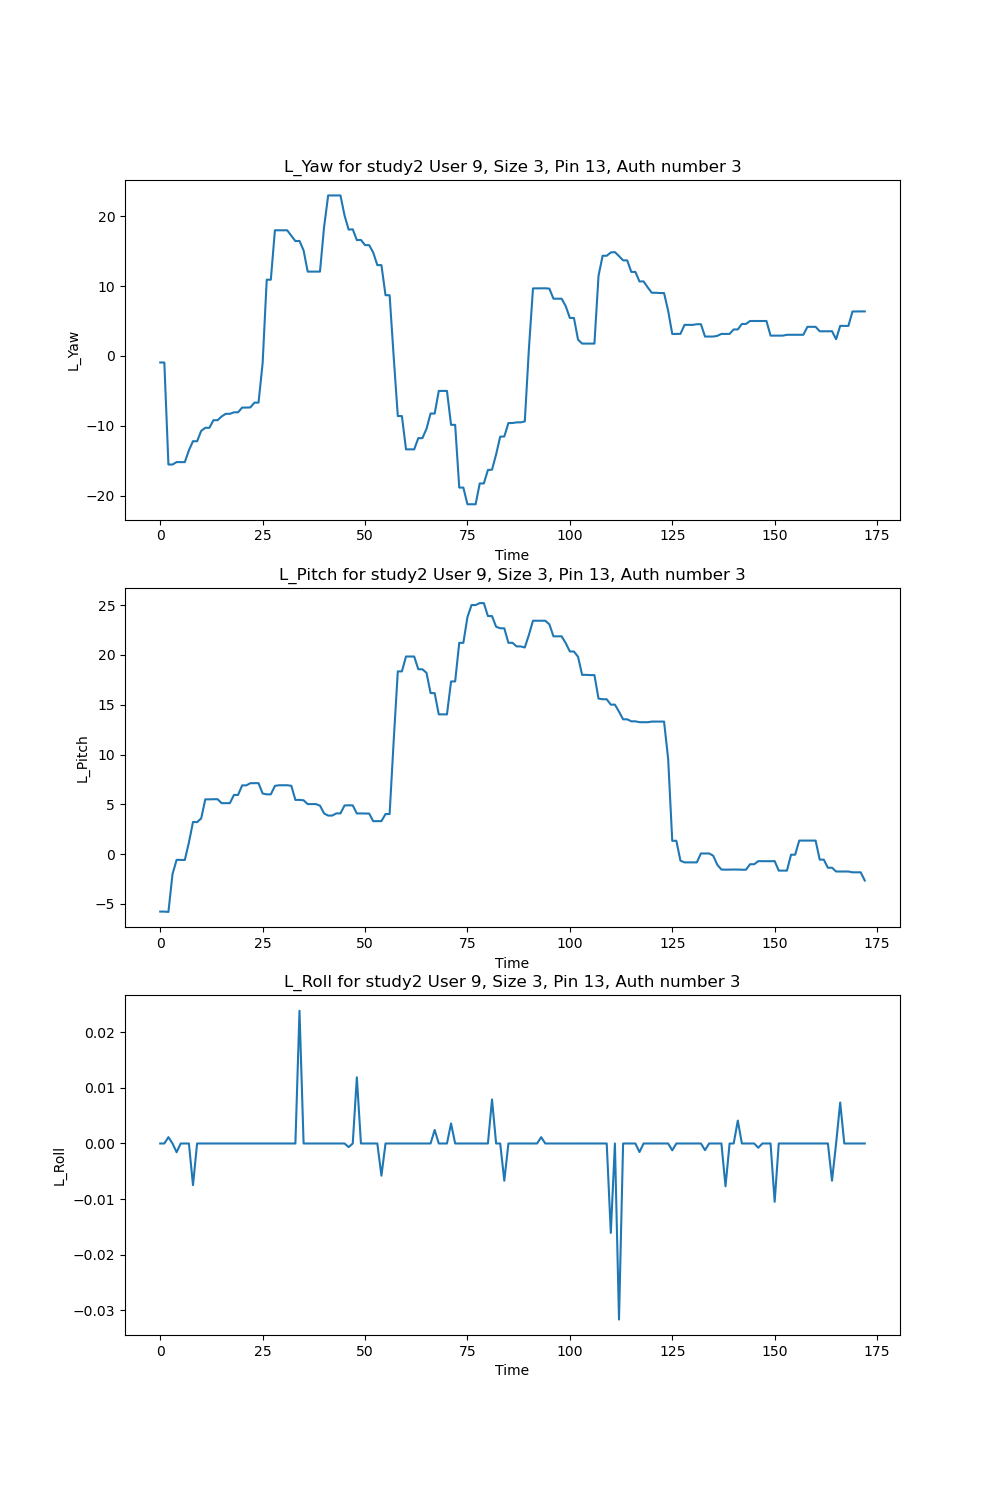 L_Yaw for study2 User 9, Size 3, Pin 13, Auth number 3
20
10
0
−10
−20
L_Yaw
0 25 50 75 100 125 150 175
Time
L_Pitch for study2 User 9, Size 3, Pin 13, Auth number 3
25
20
15
10
5
0
−5
L_Pitch
0 25 50 75 100 125 150 175
Time
L_Roll for study2 User 9, Size 3, Pin 13, Auth number 3
0.02
0.01
0.00
−0.01
−0.02
−0.03
L_Roll
0 25 50 75 100 125 150 175
Time